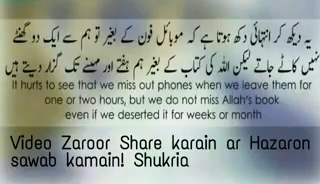 یہ دیکھ کر انتہائی دکھ ہوتا ہے کہ موبائل فون کے بغیر تو ہم سے ایک دو گھنٹے
نہیں کاٹے جاتے لیکن اللہ کی کتاب کے بغیر ہم ہفتے اور مہینے تک گزار دیتے ہیں
It hurts to see that we miss out phones when we leave them for
one or two hours, but we do not miss Allah's book
even if we deserted it for weeks or month
Video Zaroor Share karain ar Hazaron
sawab kamain! Shukria